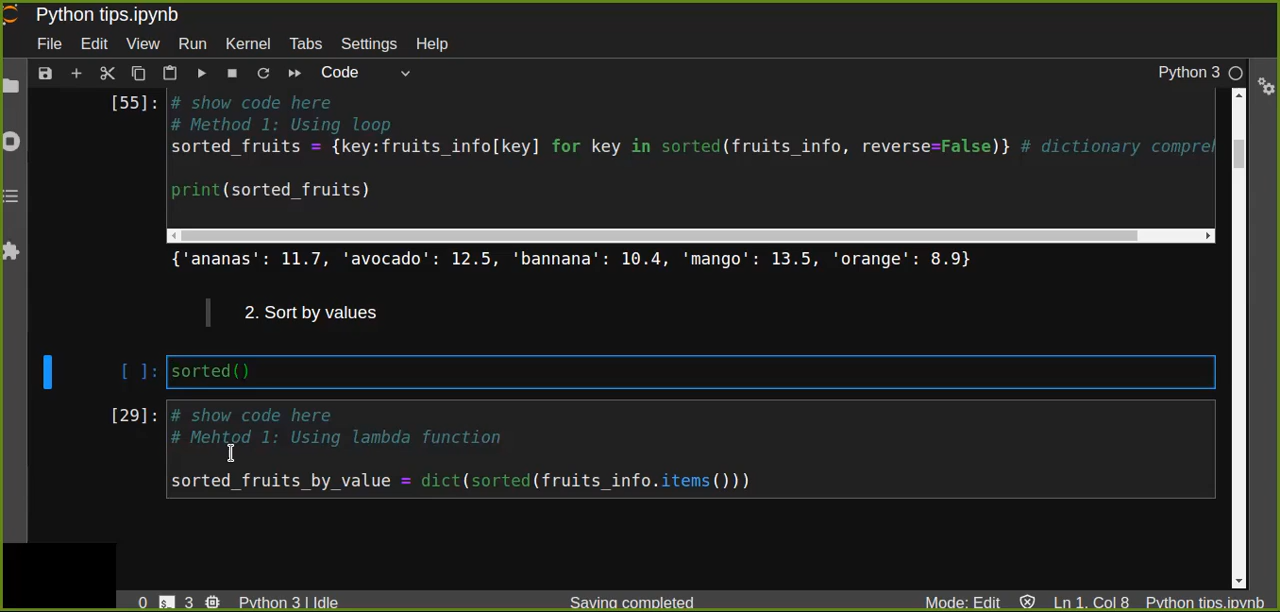 Python tips.ipynb
File Edit View Run Kernel Tabs Settings Help
Code Python 3
[55]: # show code here
# Method 1: Using loop
sorted_fruits = {key:fruits_info[key] for key in sorted(fruits_info, reverse=False)} # dictionary
print(sorted_fruits)
{'ananas': 11.7, 'avocado': 12.5, 'bannana': 10.4, 'mango': 13.5, 'orange': 8.9}
2. Sort by values
[ ]: sorted()
[29]: # show code here
# Mehtod 1: Using lambda function
sorted_fruits_by_value = dict(sorted(fruits_info.items()))
0 3 Python 3 | Idle Saving completed Mode: Edit Ln 1, Col 8 Python tips.ipynb